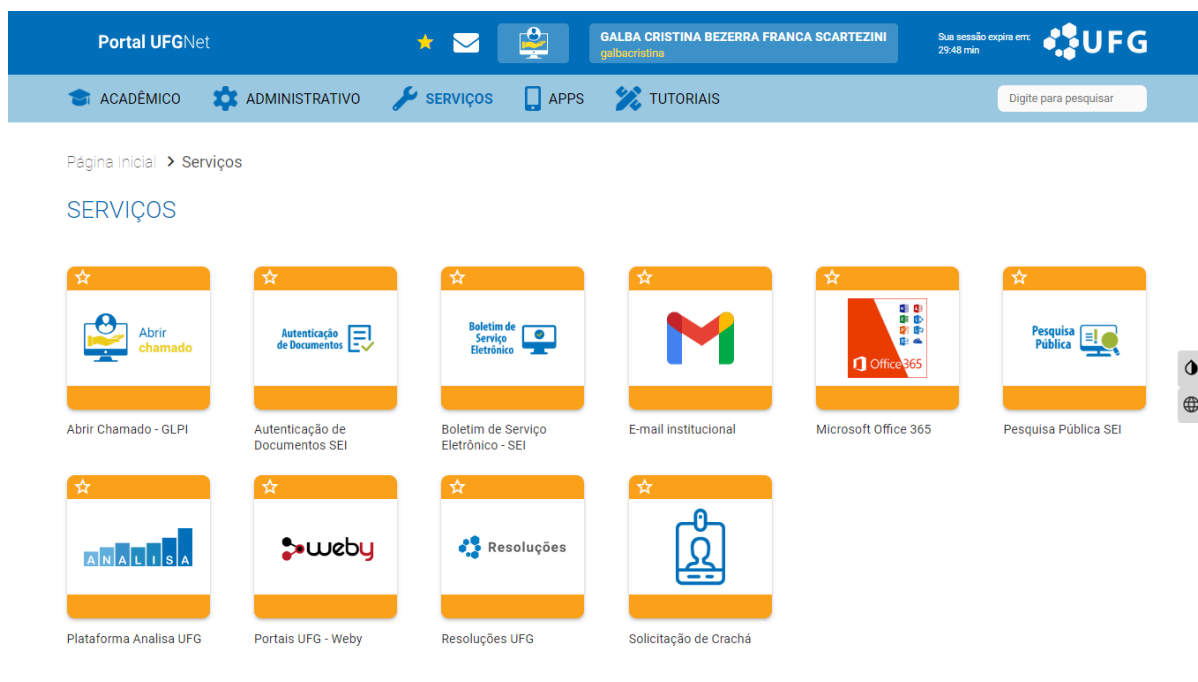 Portal UFGNet
GALBA CRISTINA BEZERRA FRANCA SCARTEZINI
galbacristina
Sua sessão expira em:
29:48 min
UFG
ACADÊMICO
ADMINISTRATIVO
SERVIÇOS
APPS
TUTORIAIS
Digite para pesquisar
Página Inicial > Serviços
SERVIÇOS
Abrir
chamado
Abrir Chamado - GLPI
Autenticação
de Documentos
Autenticação de
Documentos SEI
Boletim de
Serviço
Eletrônico
Boletim de Serviço
Eletrônico - SEI
E-mail institucional
Office 365
Microsoft Office 365
Pesquisa
Pública
Pesquisa Pública SEI
ANALISA
Plataforma Analisa UFG
weby
Portais UFG - Weby
Resoluções
Resoluções UFG
Solicitação de Crachá